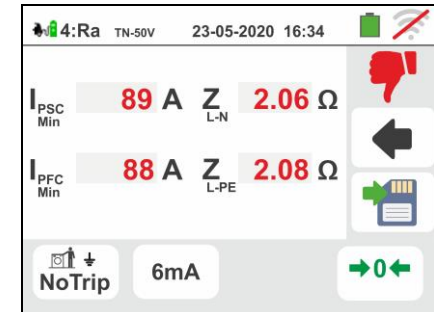 4:Ra TN-50V 23-05-2020 16:34
IPSC Min 89 A ZL-N 2.06 Ω
IPFC Min 88 A ZL-PE 2.08 Ω
NoTrip 6mA →0←